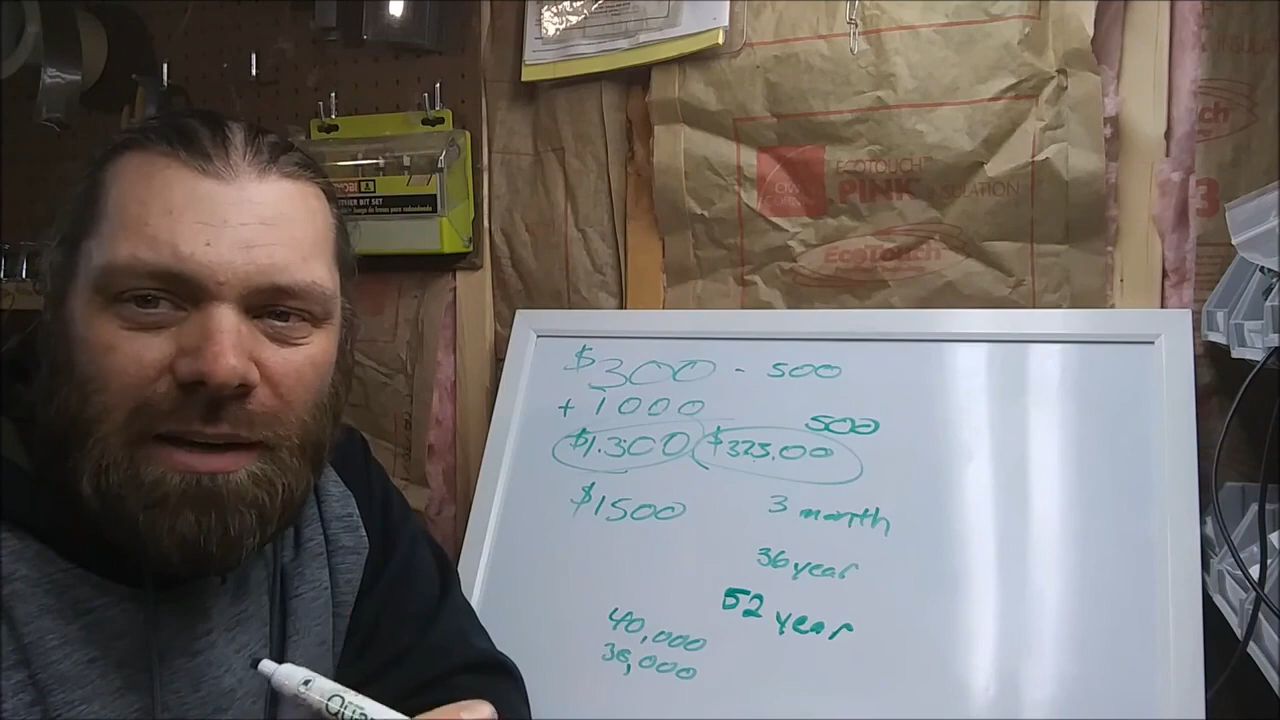 ECOTOUCH
PINK INSULATION
Ecotouch
3
$300 - 500
+ 1000
500
$1.300 $325.00
$1500
3 month
36 year
52 year
40,000
36,000